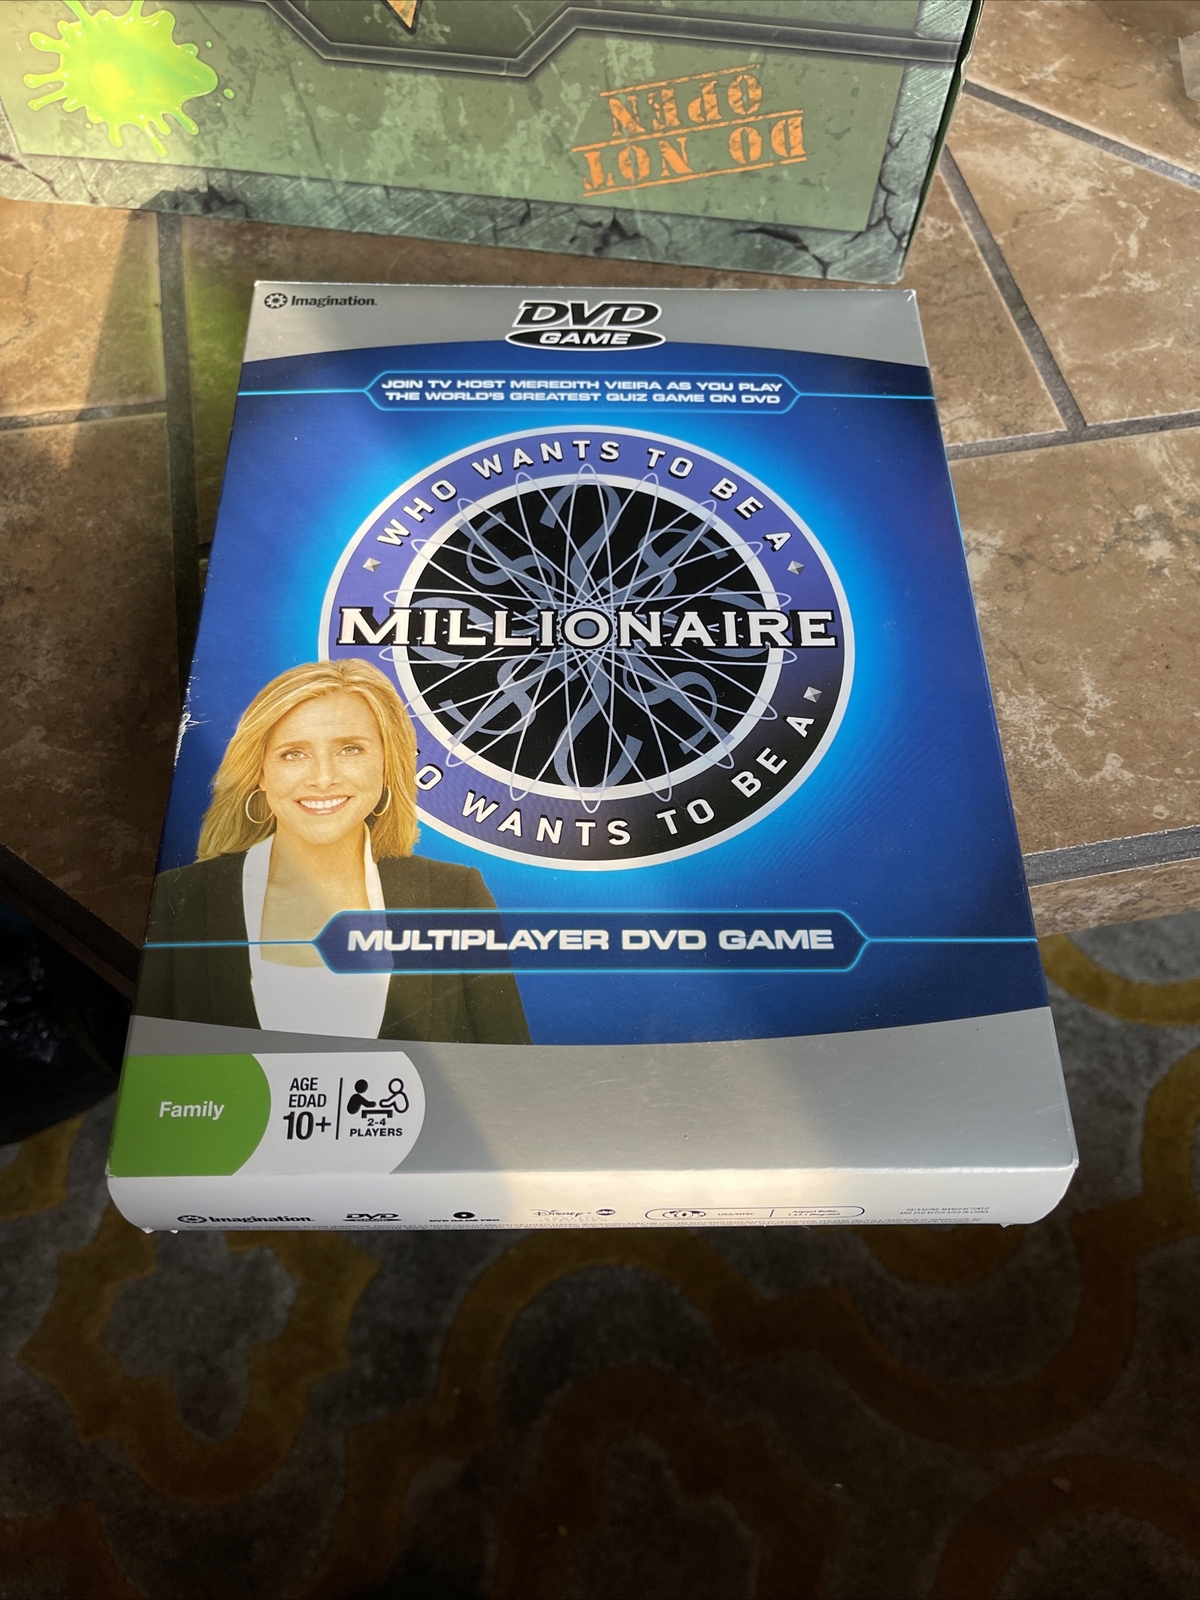 DO NOT
OPEN
Imagination.
DVD
GAME
JOIN TV HOST MEREDITH VIEIRA AS YOU PLAY
THE WORLD'S GREATEST QUIZ GAME ON DVD
WHO WANTS TO BE A
MILLIONAIRE
O WANTS TO BE A
MULTIPLAYER DVD GAME
Family
AGE
EDAD
10+
2-4
PLAYERS
Imagination.
DVD
Disney